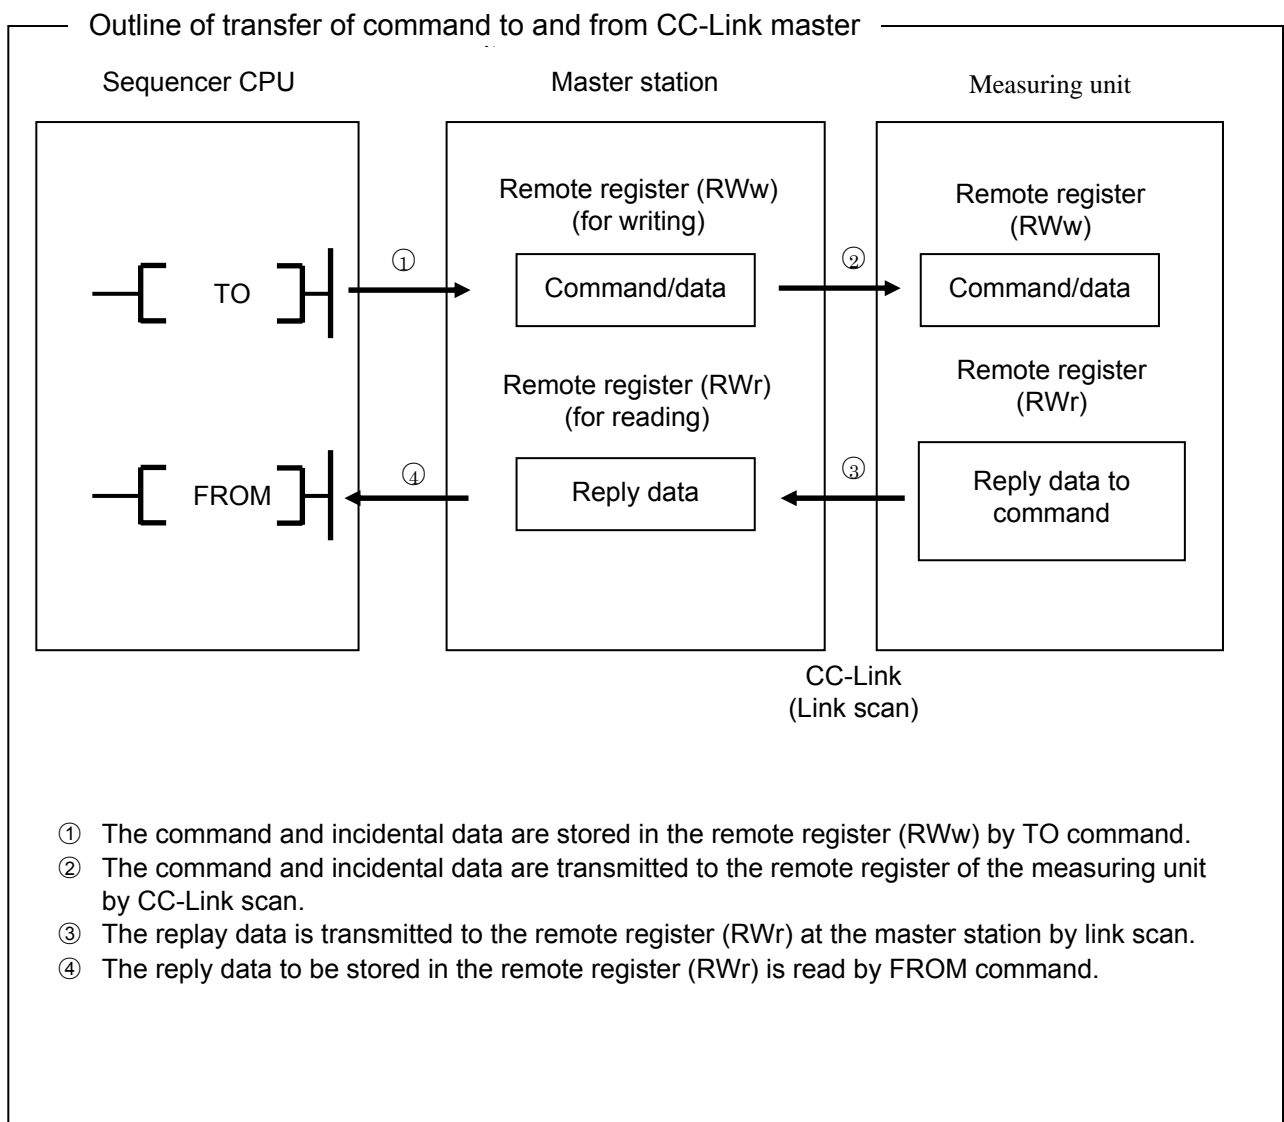 Outline of transfer of command to and from CC-Link master
Sequencer CPU
Master station
Measuring unit
Remote register (RWw)
(for writing)
Remote register
(RWw)
①
②
TO
Command/data
Command/data
Remote register (RWr)
(for reading)
Remote register
(RWr)
④
③
FROM
Reply data
Reply data to
command
CC-Link
(Link scan)
① The command and incidental data are stored in the remote register (RWw) by TO command.
② The command and incidental data are transmitted to the remote register of the measuring unit
by CC-Link scan.
③ The replay data is transmitted to the remote register (RWr) at the master station by link scan.
④ The reply data to be stored in the remote register (RWr) is read by FROM command.